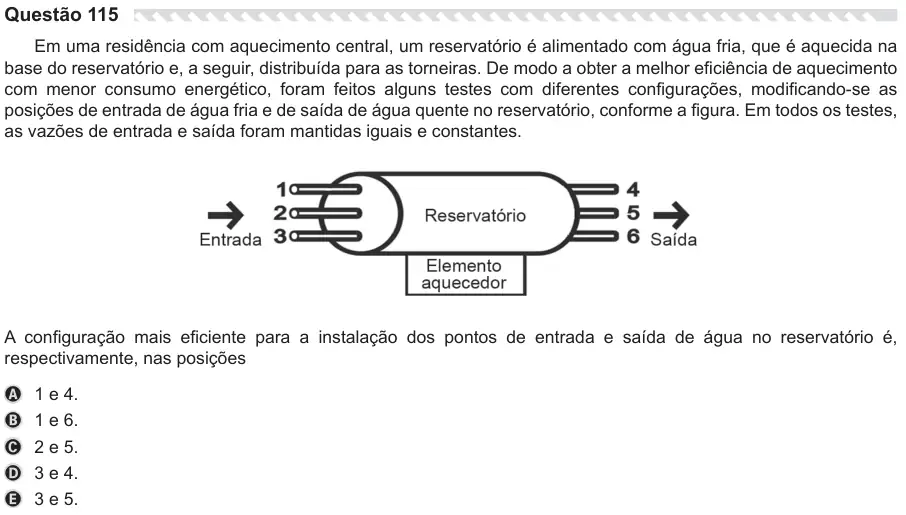 Questão 115
Em uma residência com aquecimento central, um reservatório é alimentado com água fria, que é aquecida na
base do reservatório e, a seguir, distribuída para as torneiras. De modo a obter a melhor eficiência de aquecimento
com menor consumo energético, foram feitos alguns testes com diferentes configurações, modificando-se as
posições de entrada de água fria e de saída de água quente no reservatório, conforme a figura. Em todos os testes,
as vazões de entrada e saída foram mantidas iguais e constantes.
1
2
3
Entrada
Reservatório
4
5
6
Saída
Elemento
aquecedor
A configuração mais eficiente para a instalação dos pontos de entrada e saída de água no reservatório é,
respectivamente, nas posições
A 1 e 4.
B 1 e 6.
C 2 e 5.
D 3 e 4.
E 3 e 5.